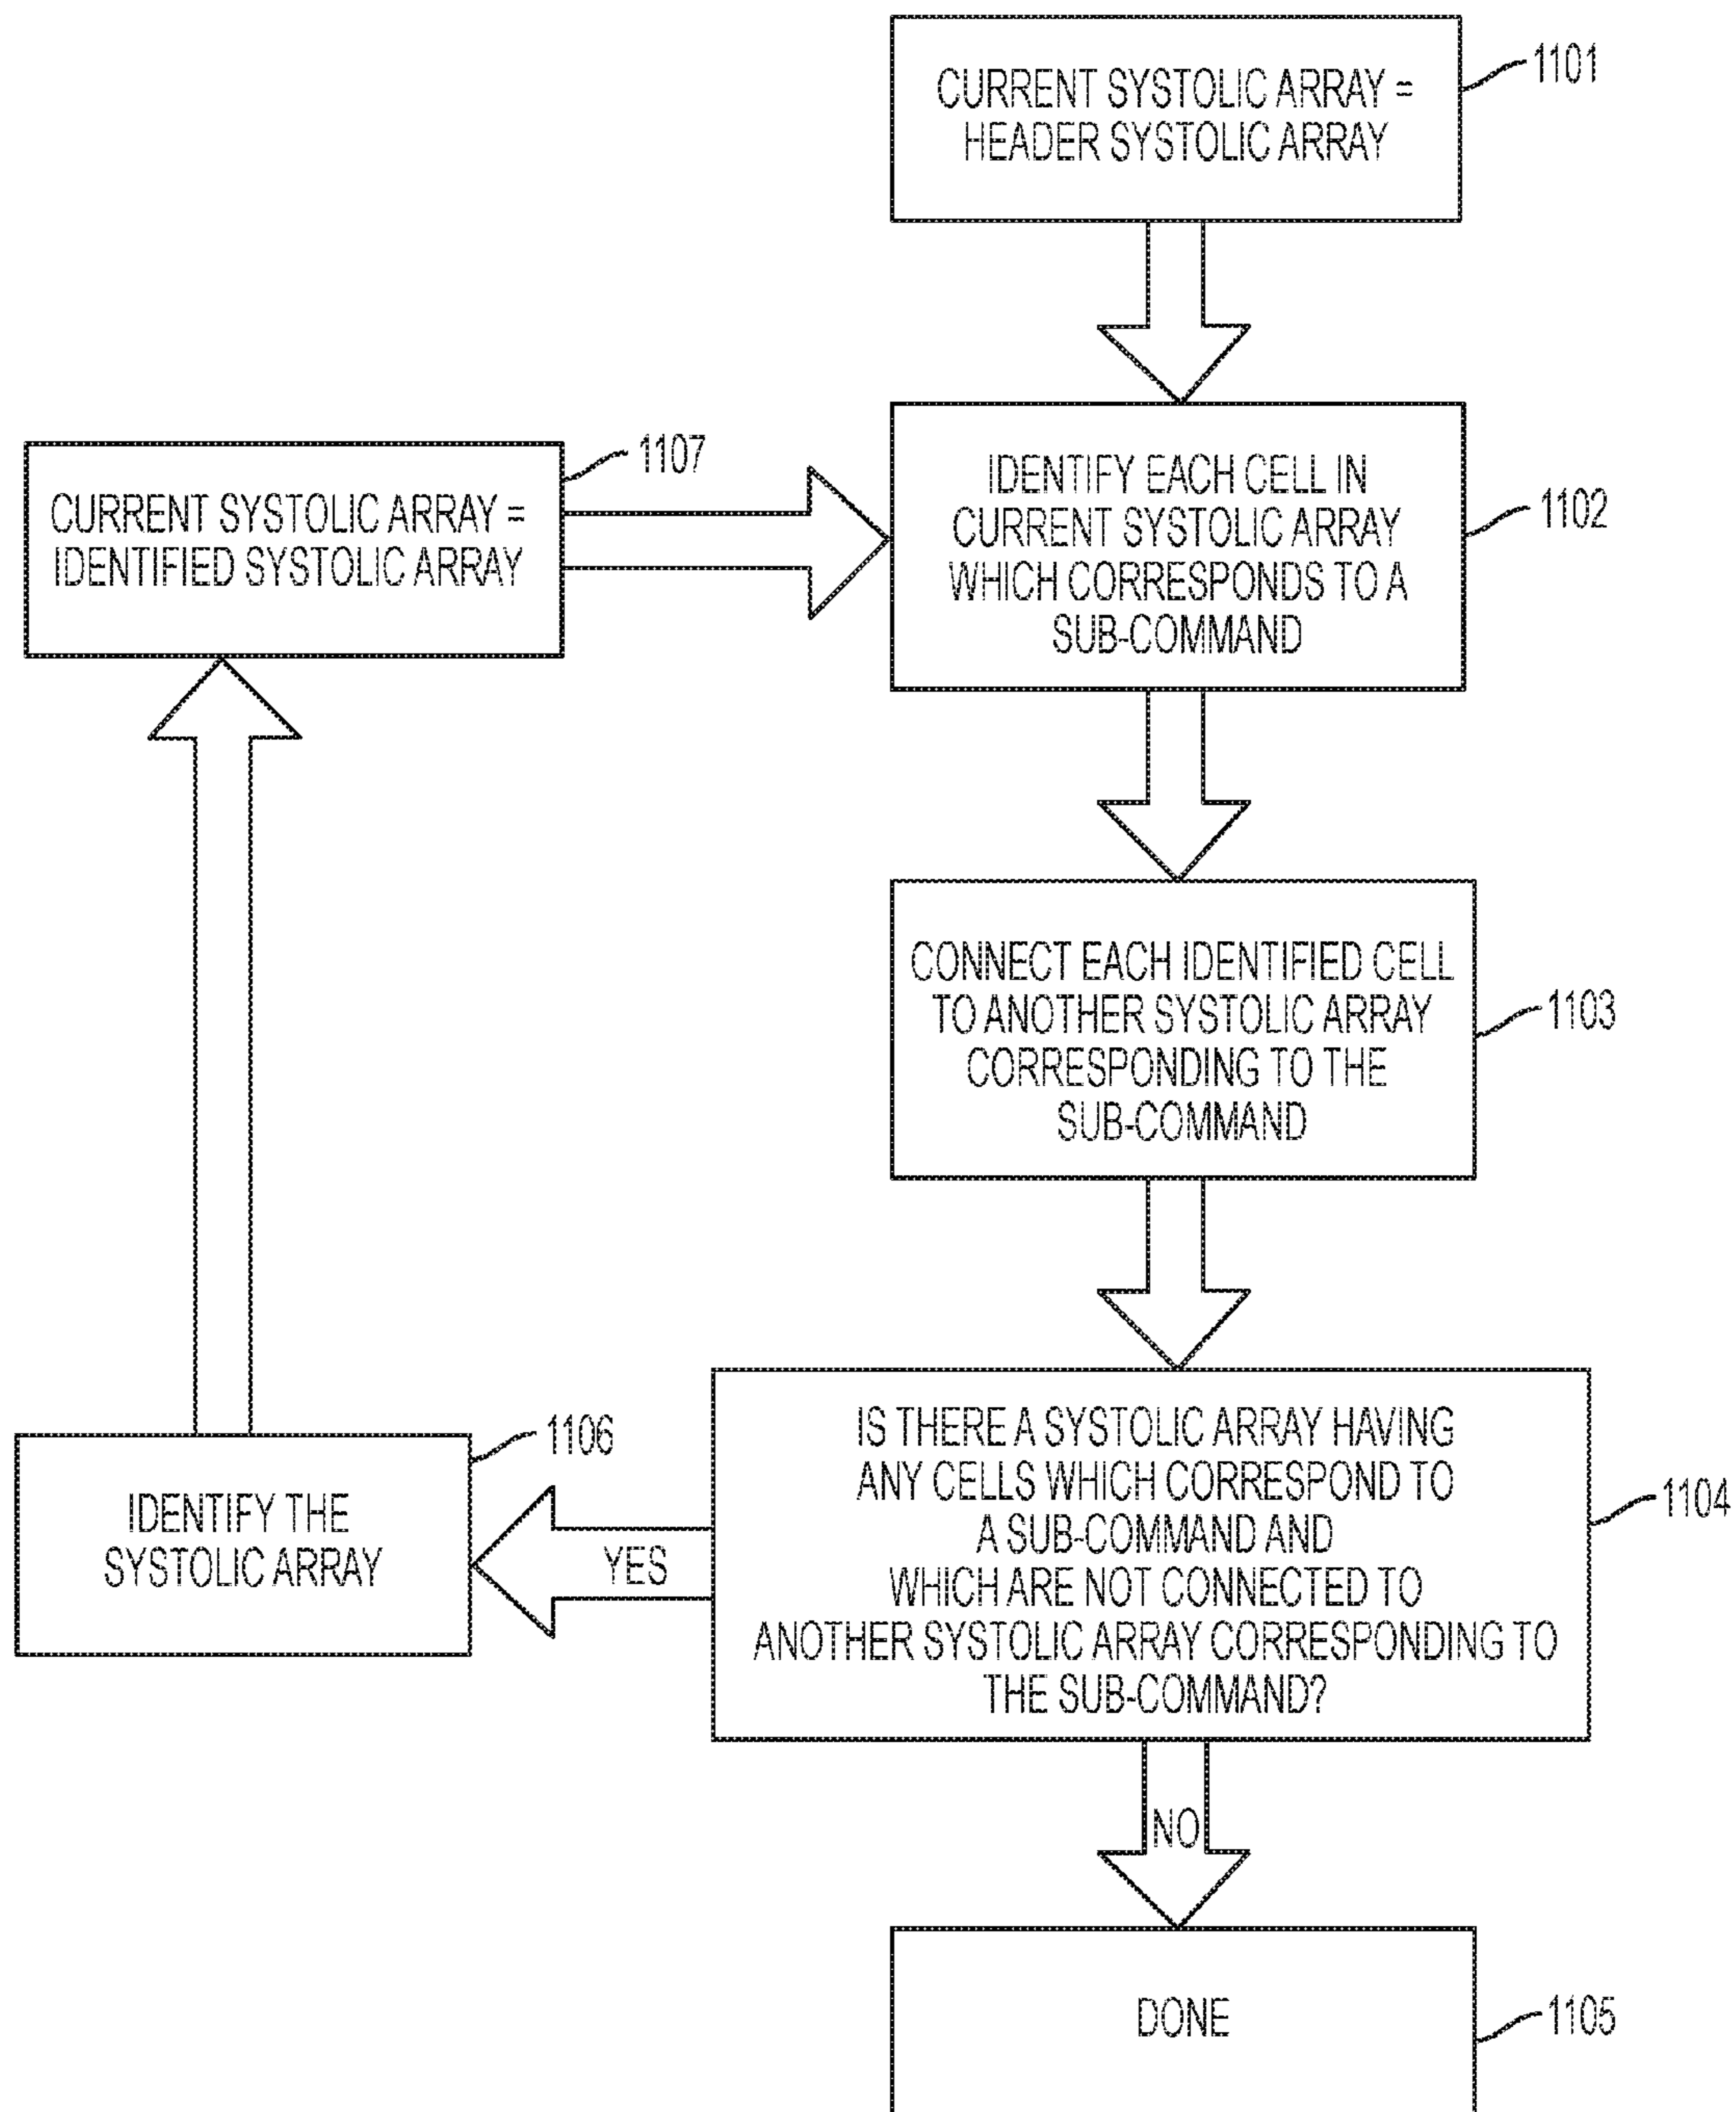 CURRENT SYSTOLIC ARRAY =
HEADER SYSTOLIC ARRAY
1101
CURRENT SYSTOLIC ARRAY =
IDENTIFIED SYSTOLIC ARRAY
1107
IDENTIFY EACH CELL IN
CURRENT SYSTOLIC ARRAY
WHICH CORRESPONDS TO A
SUB-COMMAND
1102
CONNECT EACH IDENTIFIED CELL
TO ANOTHER SYSTOLIC ARRAY
CORRESPONDING TO THE
SUB-COMMAND
1103
IS THERE A SYSTOLIC ARRAY HAVING
ANY CELLS WHICH CORRESPOND TO
A SUB-COMMAND AND
WHICH ARE NOT CONNECTED TO
ANOTHER SYSTOLIC ARRAY CORRESPONDING TO
THE SUB-COMMAND?
1104
YES
IDENTIFY THE
SYSTOLIC ARRAY
1106
NO
DONE
1105